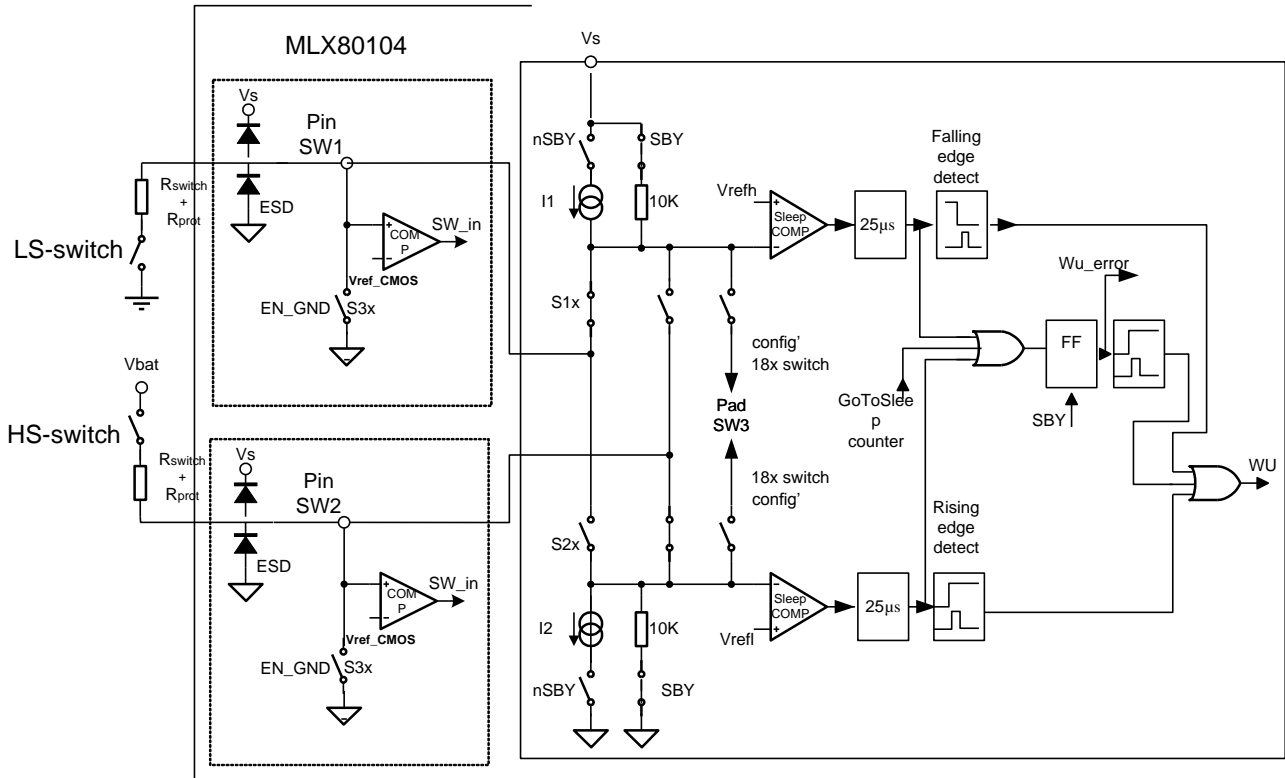 MLX80104
Vs
Vs
Pin
SW1
nSBY
SBY
Falling
edge
detect
Rswitch
+
Rprot
ESD
COM
P
SW_in
I1
10K
Vrefh
Sleep
COMP
25µs
LS-switch
Vref_CMOS
EN_GND
S3x
S1x
Wu_error
config'
18x switch
FF
Vbat
Pad
SW3
GoToSlee
p
counter
SBY
HS-switch
Rswitch
+
Rprot
Vs
Pin
SW2
18x switch
config'
WU
ESD
S2x
Rising
edge
detect
COM
P
SW_in
Sleep
COMP
25µs
Vref_CMOS
I2
10K
Vrefl
EN_GND
S3x
nSBY
SBY